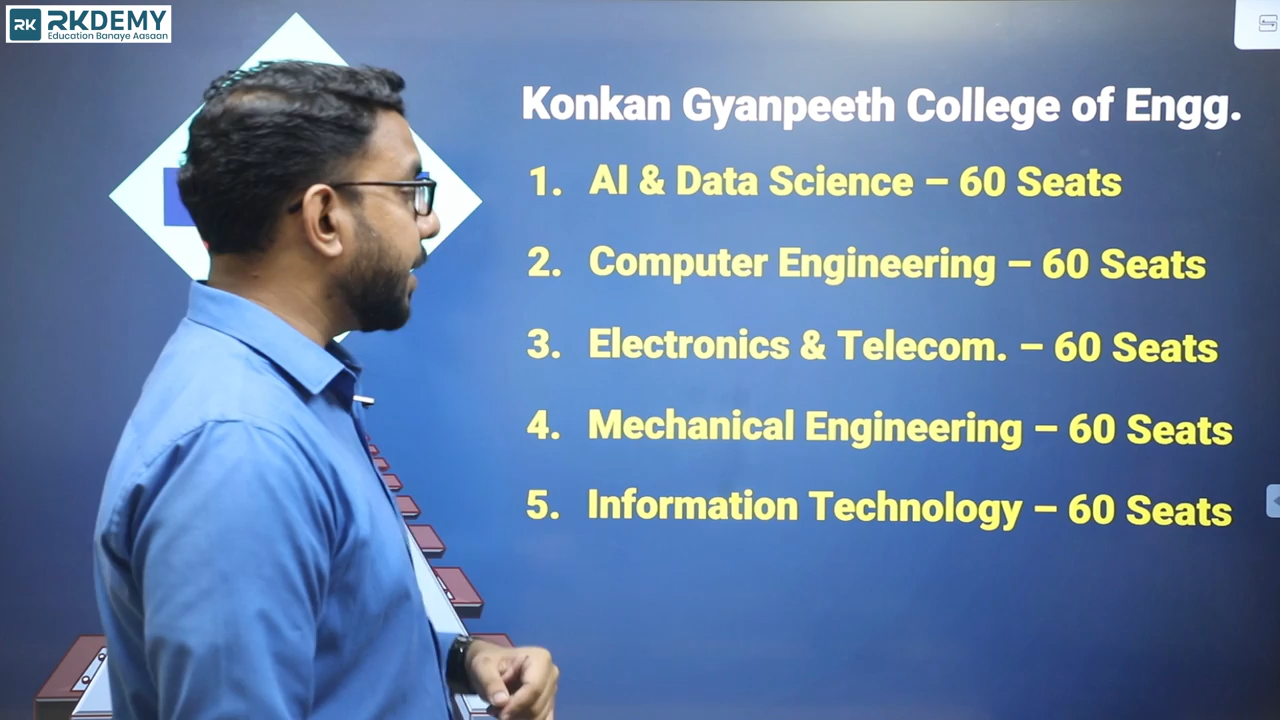 RK RKDEMY
Education Banaye Aasaan
Konkan Gyanpeeth College of Engg.
1. AI & Data Science – 60 Seats
2. Computer Engineering – 60 Seats
3. Electronics & Telecom. – 60 Seats
4. Mechanical Engineering – 60 Seats
5. Information Technology – 60 Seats